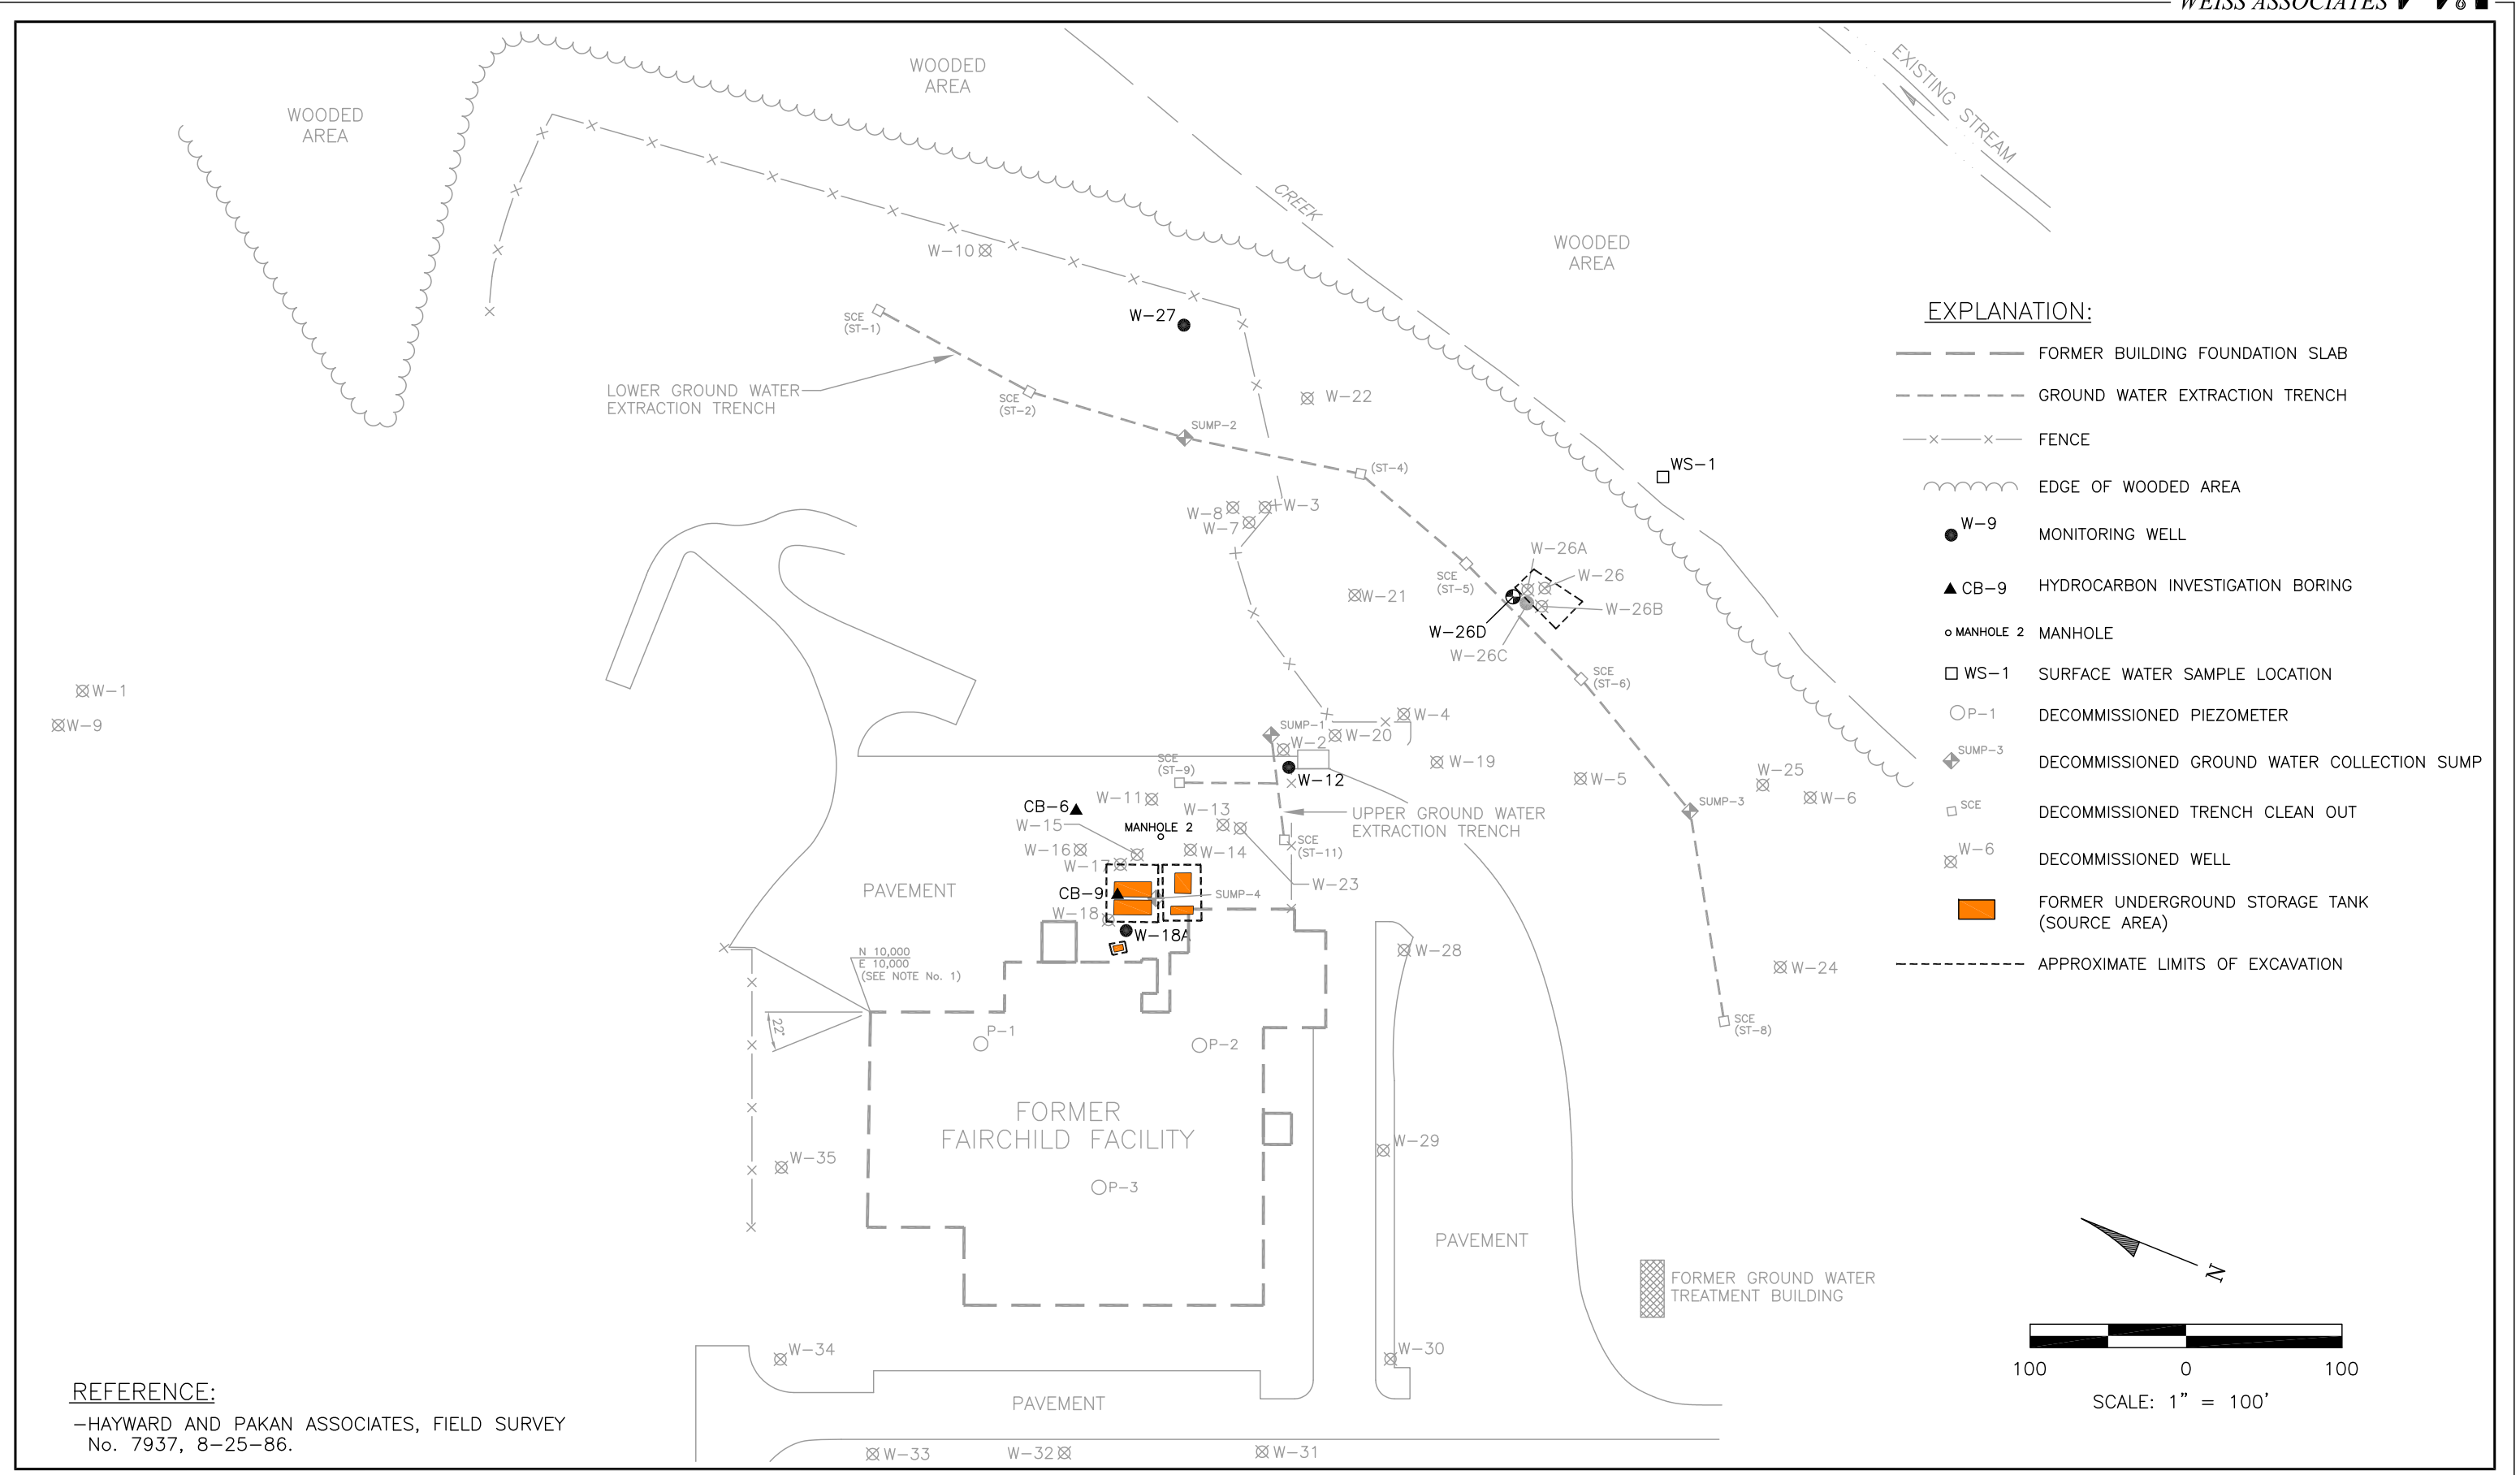 WEISS ASSOCIATES
WOODED
AREA
WOODED
AREA
EXISTING STREAM
CREEK
WOODED
AREA
W-10
W-27
SCE
(ST-1)
LOWER GROUND WATER
EXTRACTION TRENCH
SCE
(ST-2)
W-22
SUMP-2
(ST-4)
WS-1
W-8
W-3
W-7
W-26A
SCE
(ST-5)
W-26
W-21
W-26B
W-26D
W-26C
SCE
(ST-6)
W-1
W-9
W-4
SUMP-1
W-20
W-2
SCE
(ST-9)
W-12
W-19
W-5
W-25
W-6
SUMP-3
W-11
CB-6
W-13
W-15
MANHOLE 2
UPPER GROUND WATER
EXTRACTION TRENCH
W-16
W-14
SCE
(ST-11)
W-17
W-23
PAVEMENT
CB-9
SUMP-4
W-18
W-18A
N 10,000
E 10,000
(SEE NOTE No. 1)
22°
W-28
W-24
SCE
(ST-8)
P-1
P-2
FORMER
FAIRCHILD FACILITY
W-29
W-35
P-3
PAVEMENT
FORMER GROUND WATER
TREATMENT BUILDING
W-34
W-30
PAVEMENT
W-33
W-32
W-31
EXPLANATION:
FORMER BUILDING FOUNDATION SLAB
GROUND WATER EXTRACTION TRENCH
FENCE
EDGE OF WOODED AREA
W-9 MONITORING WELL
CB-9 HYDROCARBON INVESTIGATION BORING
MANHOLE 2 MANHOLE
WS-1 SURFACE WATER SAMPLE LOCATION
P-1 DECOMMISSIONED PIEZOMETER
SUMP-3 DECOMMISSIONED GROUND WATER COLLECTION SUMP
SCE DECOMMISSIONED TRENCH CLEAN OUT
W-6 DECOMMISSIONED WELL
FORMER UNDERGROUND STORAGE TANK
(SOURCE AREA)
APPROXIMATE LIMITS OF EXCAVATION
N
100 0 100
SCALE: 1" = 100'
REFERENCE:
-HAYWARD AND PAKAN ASSOCIATES, FIELD SURVEY
No. 7937, 8-25-86.